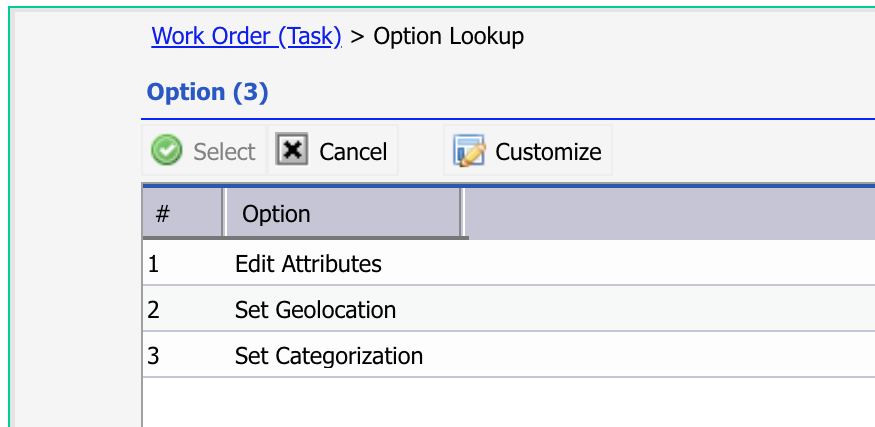 Work Order (Task) > Option Lookup
Option (3)
Select Cancel Customize
# Option
1 Edit Attributes
2 Set Geolocation
3 Set Categorization